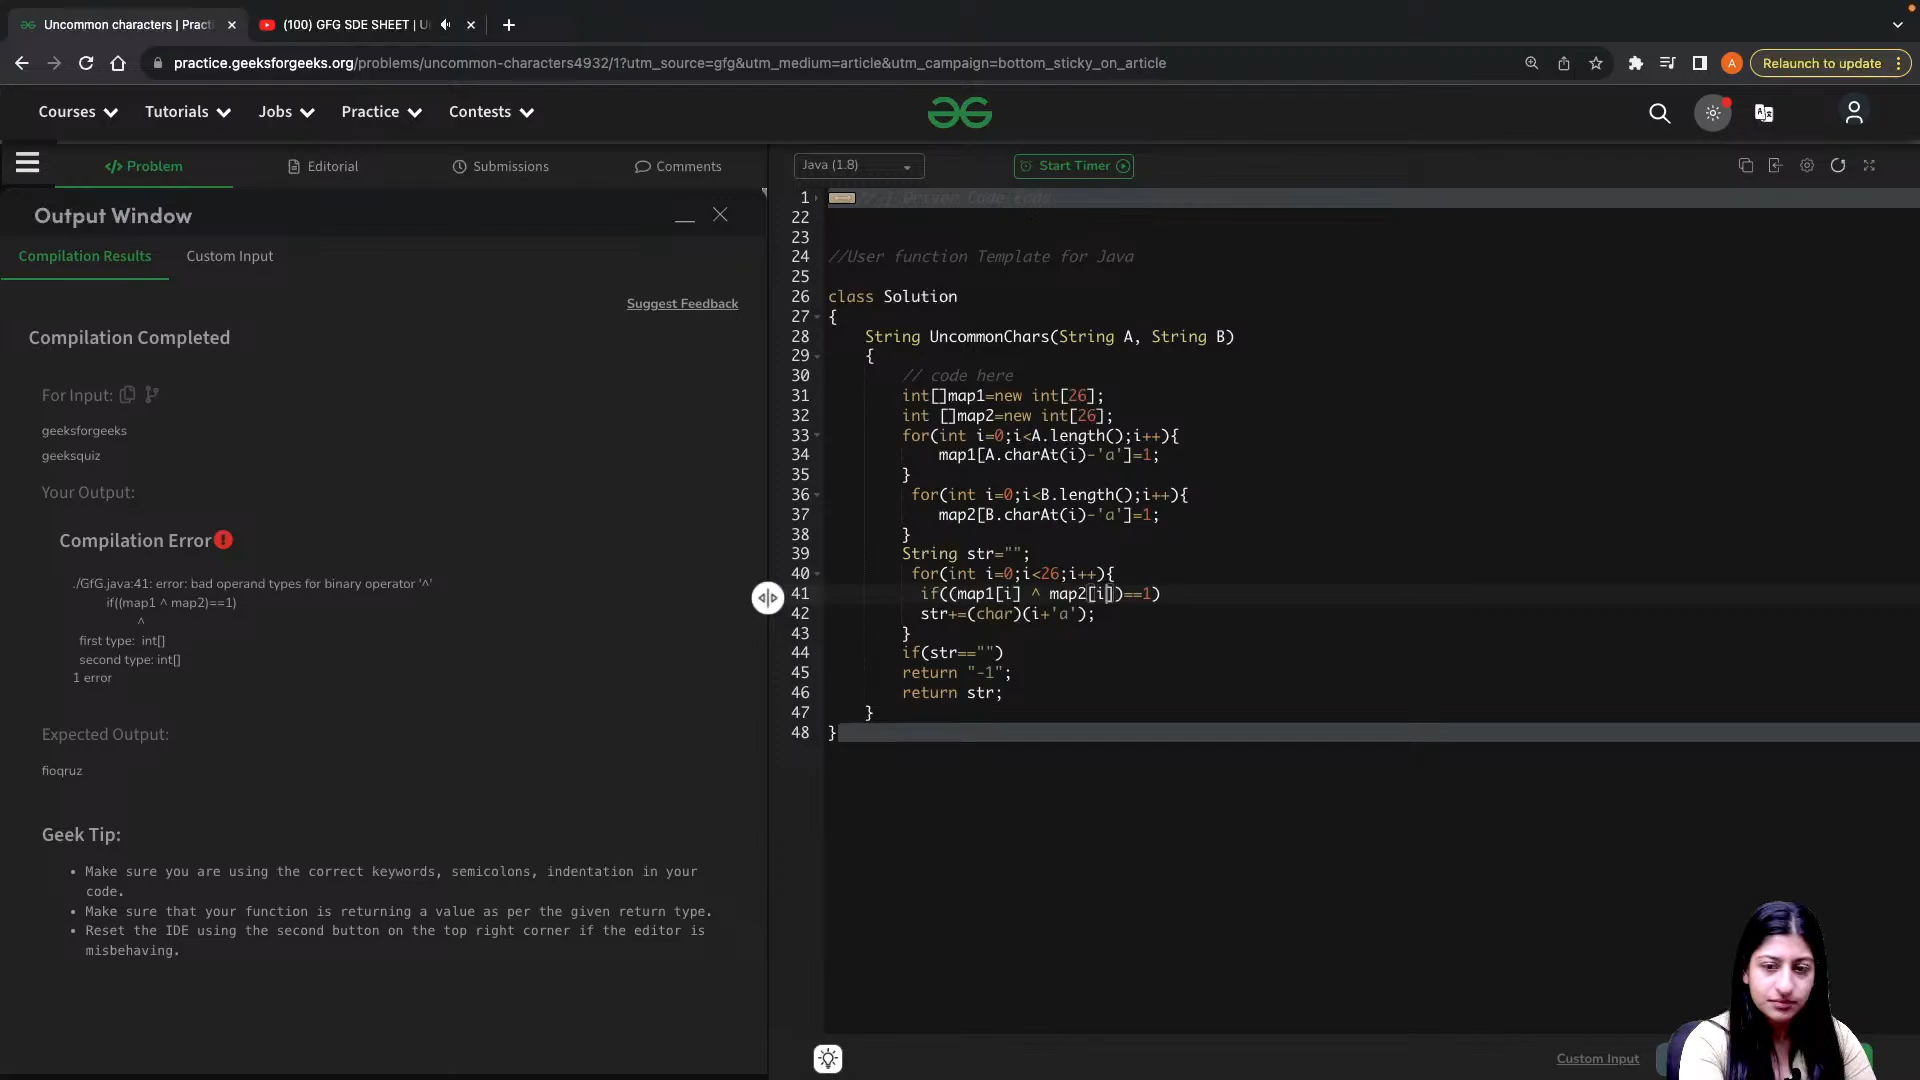 Uncommon characters | Practi
(100) GFG SDE SHEET | U
practice.geeksforgeeks.org/problems/uncommon-characters4932/1?utm_source=gfg&utm_medium=article&utm_campaign=bottom_sticky_on_article
A
Relaunch to update
Courses
Tutorials
Jobs
Practice
Contests
</> Problem
Editorial
Submissions
Comments
Java (1.8)
Start Timer
Output Window
Compilation Results
Custom Input
Suggest Feedback
Compilation Completed
For Input:
geeksforgeeks
geeksquiz
Your Output:
Compilation Error
./GfG.java:41: error: bad operand types for binary operator '^'
if((map1 ^ map2)==1)
^
first type: int[]
second type: int[]
1 error
Expected Output:
fioqruz
Geek Tip:
• Make sure you are using the correct keywords, semicolons, indentation in your
code.
• Make sure that your function is returning a value as per the given return type.
• Reset the IDE using the second button on the top right corner if the editor is
misbehaving.
1 Driver Code Ends
22
23
24 //User function Template for Java
25
26 class Solution
27 {
28 String UncommonChars(String A, String B)
29 {
30 // code here
31 int[]map1=new int[26];
32 int []map2=new int[26];
33 for(int i=0;i<A.length();i++){
34 map1[A.charAt(i)-'a']=1;
35 }
36 for(int i=0;i<B.length();i++){
37 map2[B.charAt(i)-'a']=1;
38 }
39 String str="";
40 for(int i=0;i<26;i++){
41 if((map1[i] ^ map2[i])==1)
42 str+=(char)(i+'a');
43 }
44 if(str=="")
45 return "-1";
46 return str;
47 }
48 }
Custom Input